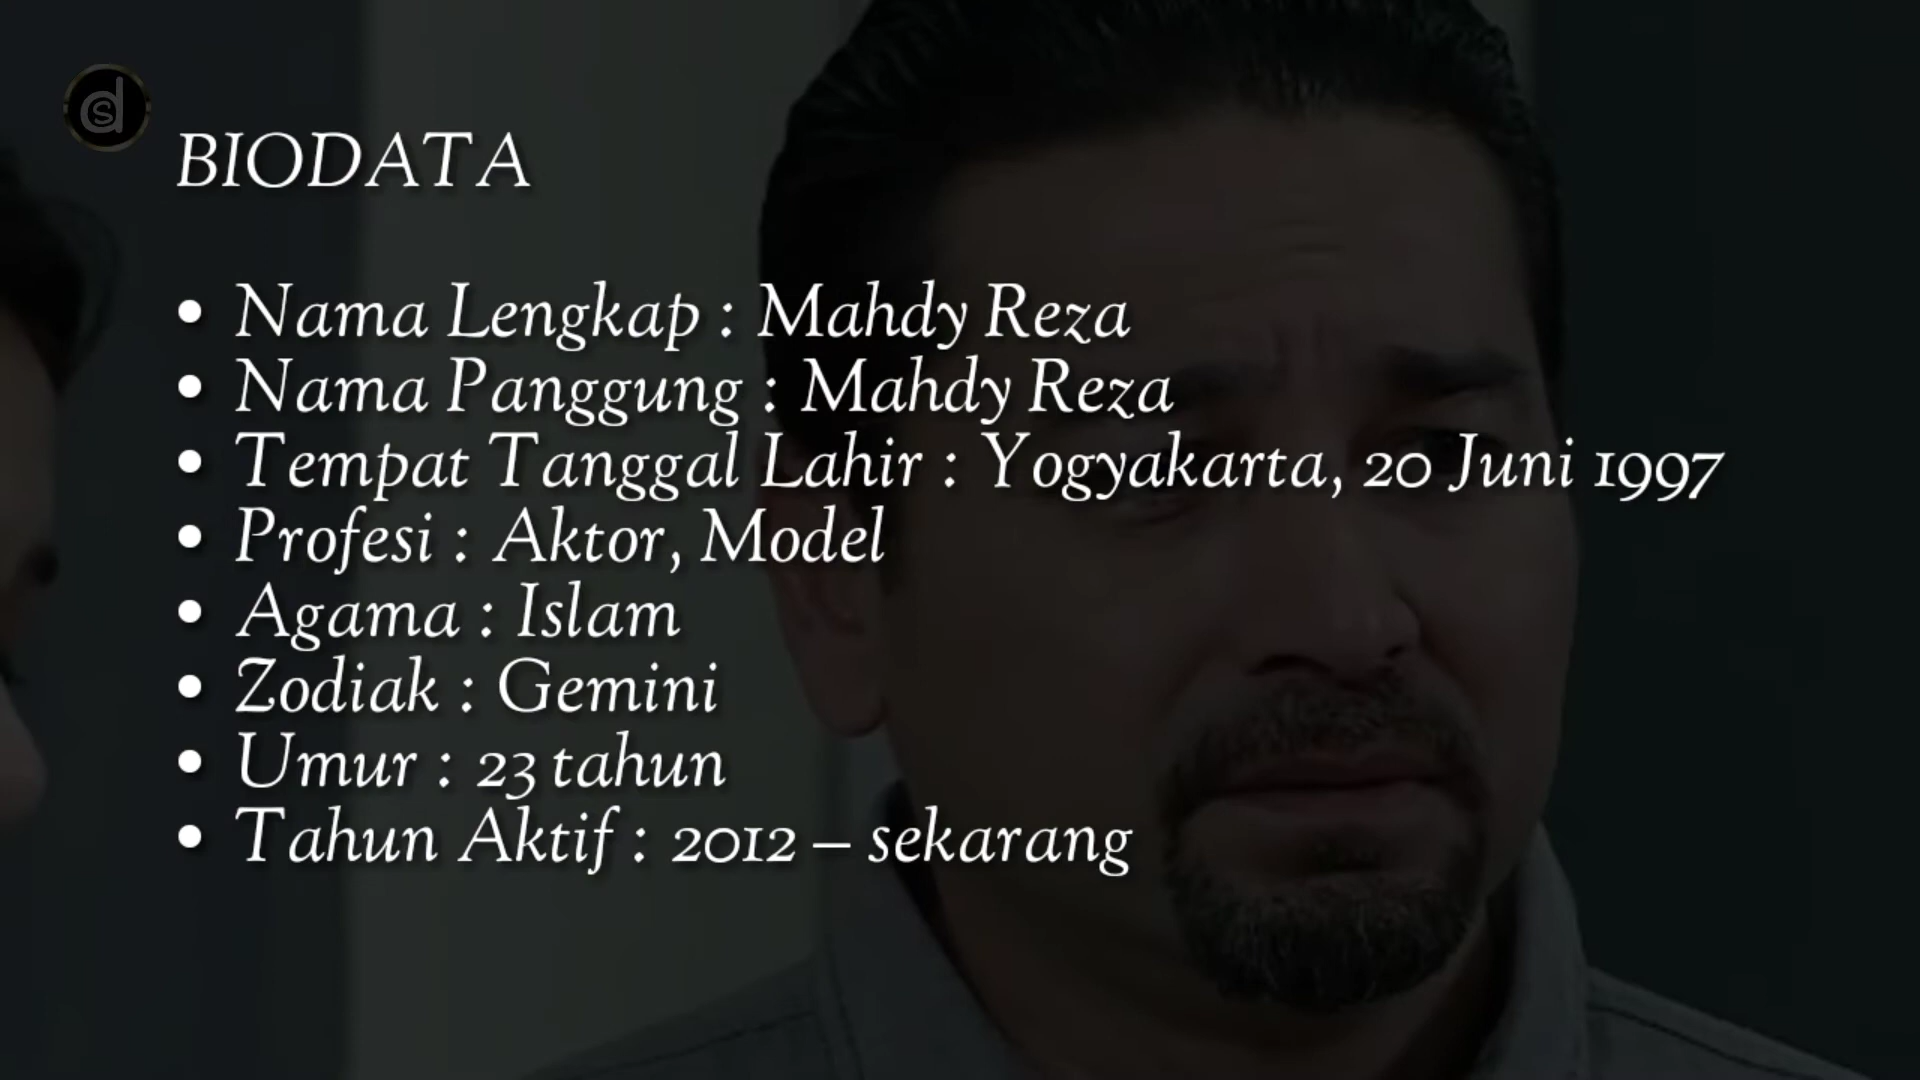 BIODATA
• Nama Lengkap : Mahdy Reza
• Nama Panggung : Mahdy Reza
• Tempat Tanggal Lahir : Yogyakarta, 20 Juni 1997
• Profesi : Aktor, Model
• Agama : Islam
• Zodiak : Gemini
• Umur : 23 tahun
• Tahun Aktif : 2012 – sekarang